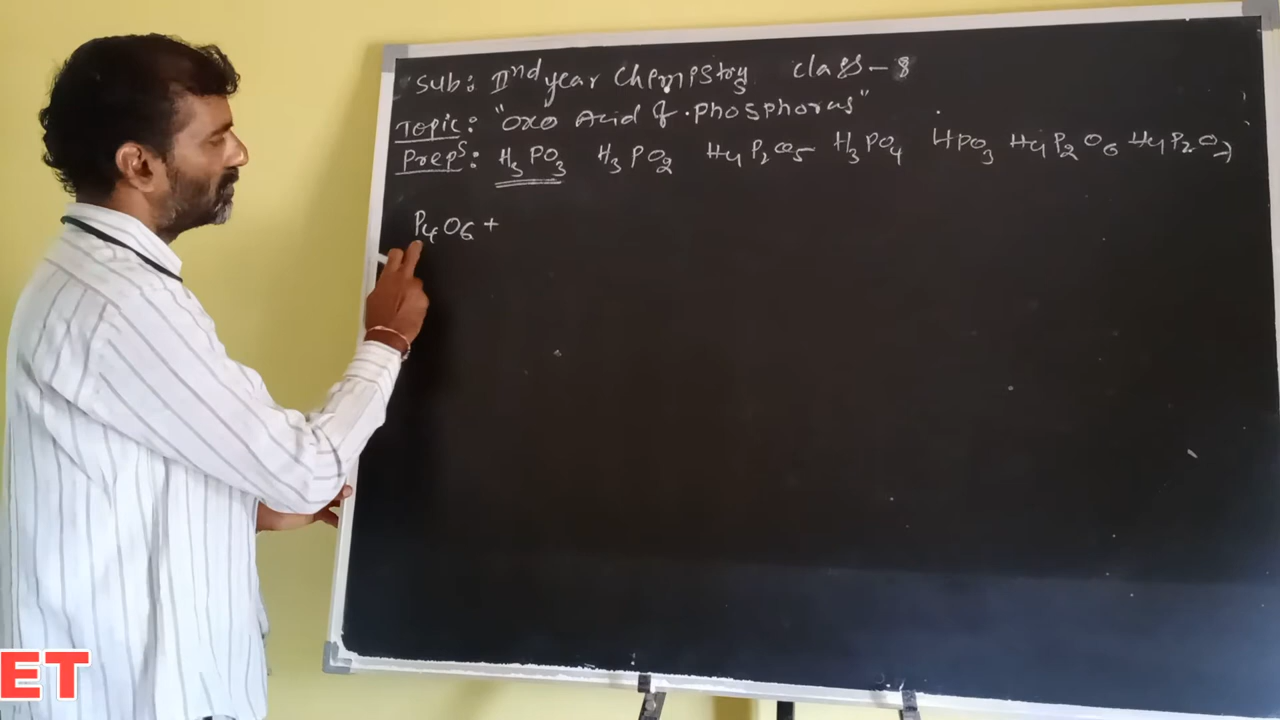 Sub: IInd year Chemistry class - 8
Topic: "Oxo Acid of phosphorus"
Preps: H3PO3 H3PO2 H4P2O5 H3PO4 HPO3 H4P2O6 H4P2O7
P4O6 +
ET